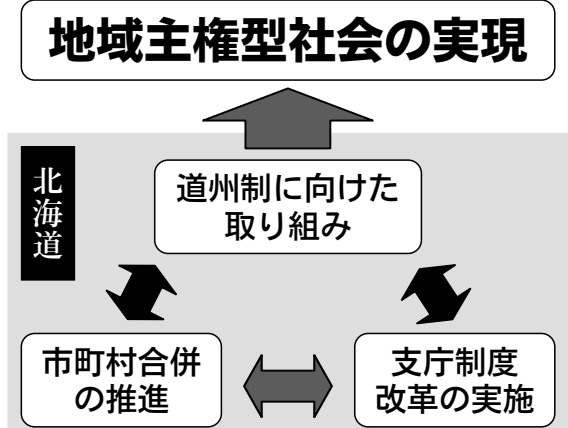 地域主権型社会の実現
北海道
道州制に向けた
取り組み
市町村合併
の推進
支庁制度
改革の実施